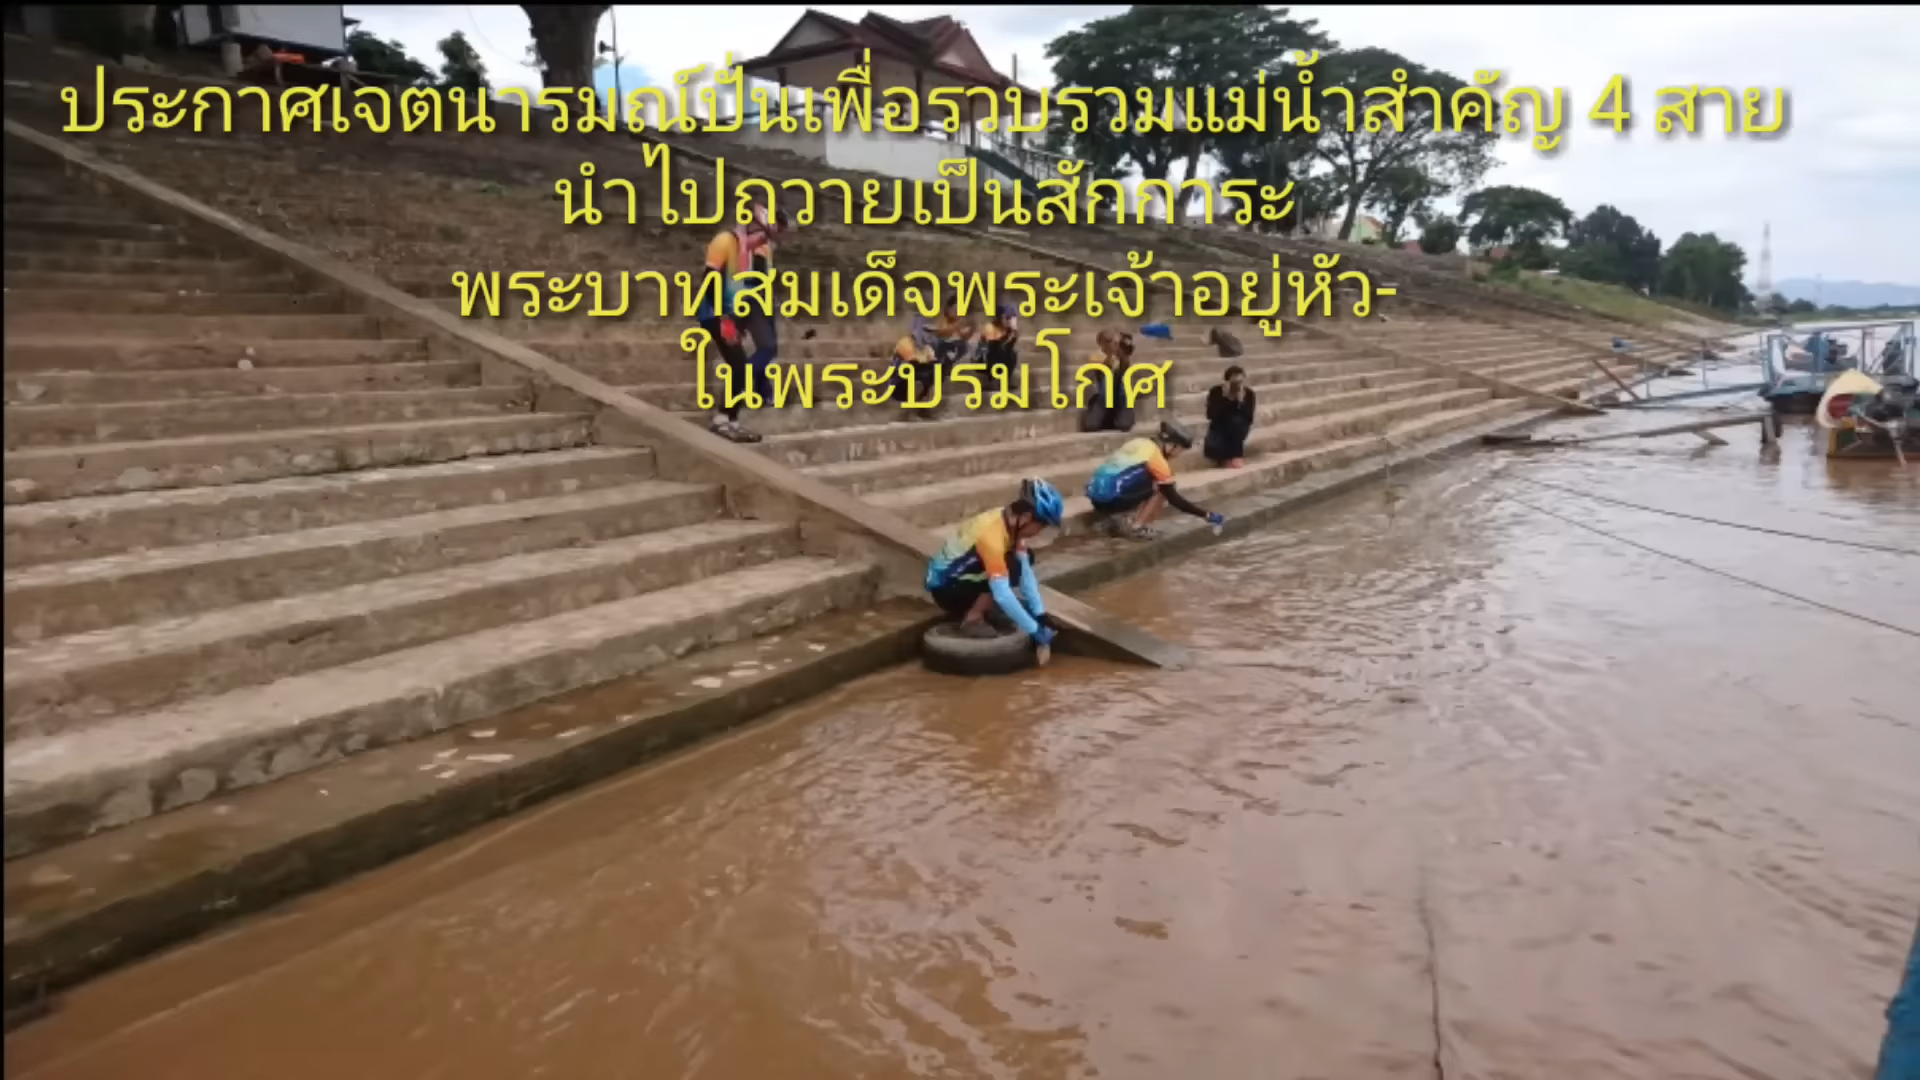 ประกาศเจตนารมณ์ปั่นเพื่อรวบรวมแม่น้ำสำคัญ 4 สาย
นำไปถวายเป็นสักการะ
พระบาทสมเด็จพระเจ้าอยู่หัว-
ในพระบรมโกศ